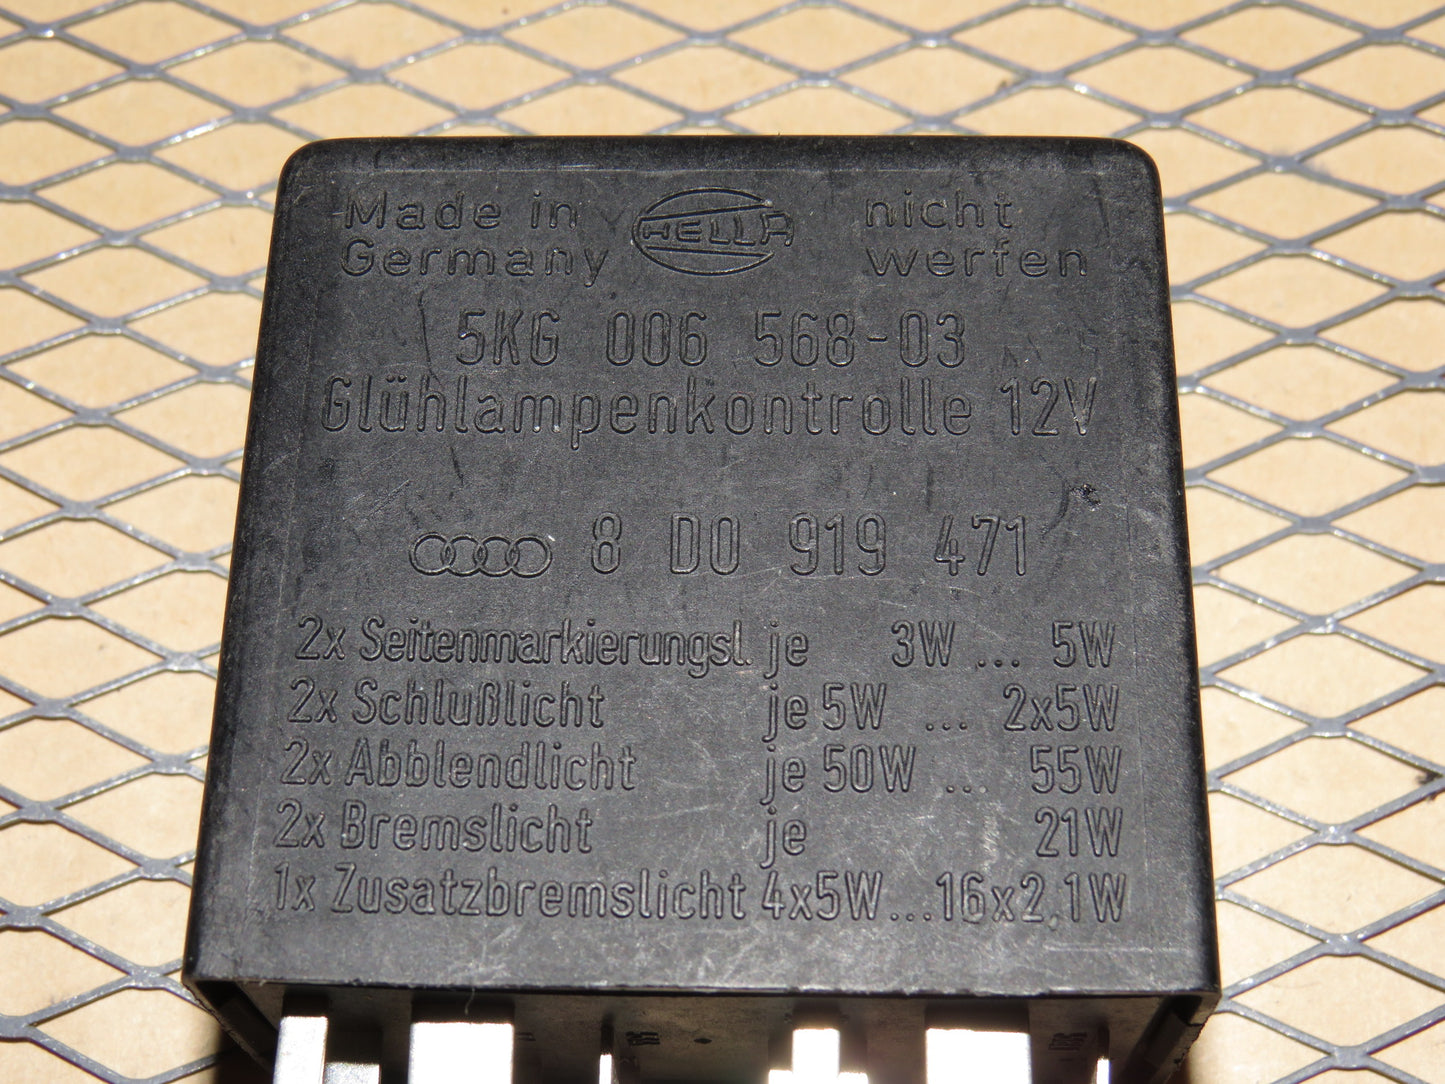 Made in HELLA nicht
Germany werfen
5KG 006 568-03
Glühlampenkontrolle 12V
8 D0 919 471
2x Seitenmarkierungsl. je 3W ... 5W
2x Schlußlicht je 5W ... 2x5W
2x Abblendlicht je 50W ... 55W
2x Bremslicht je 21W
1x Zusatzbremslicht 4x5W...16x2,1W